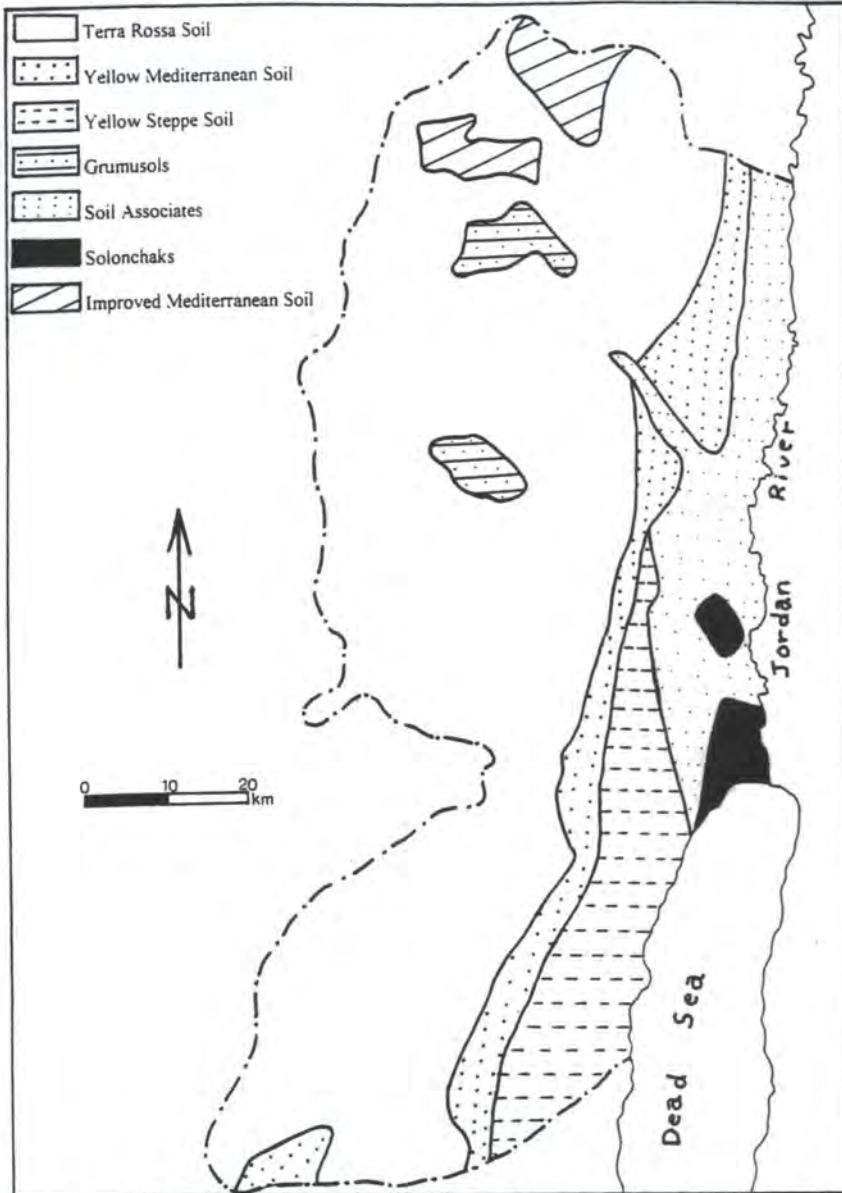 Terra Rossa Soil
Yellow Mediterranean Soil
Yellow Steppe Soil
Grumusols
Soil Associates
Solonchaks
Improved Mediterranean Soil
N
0 10 20
km
Jordan River
Dead Sea